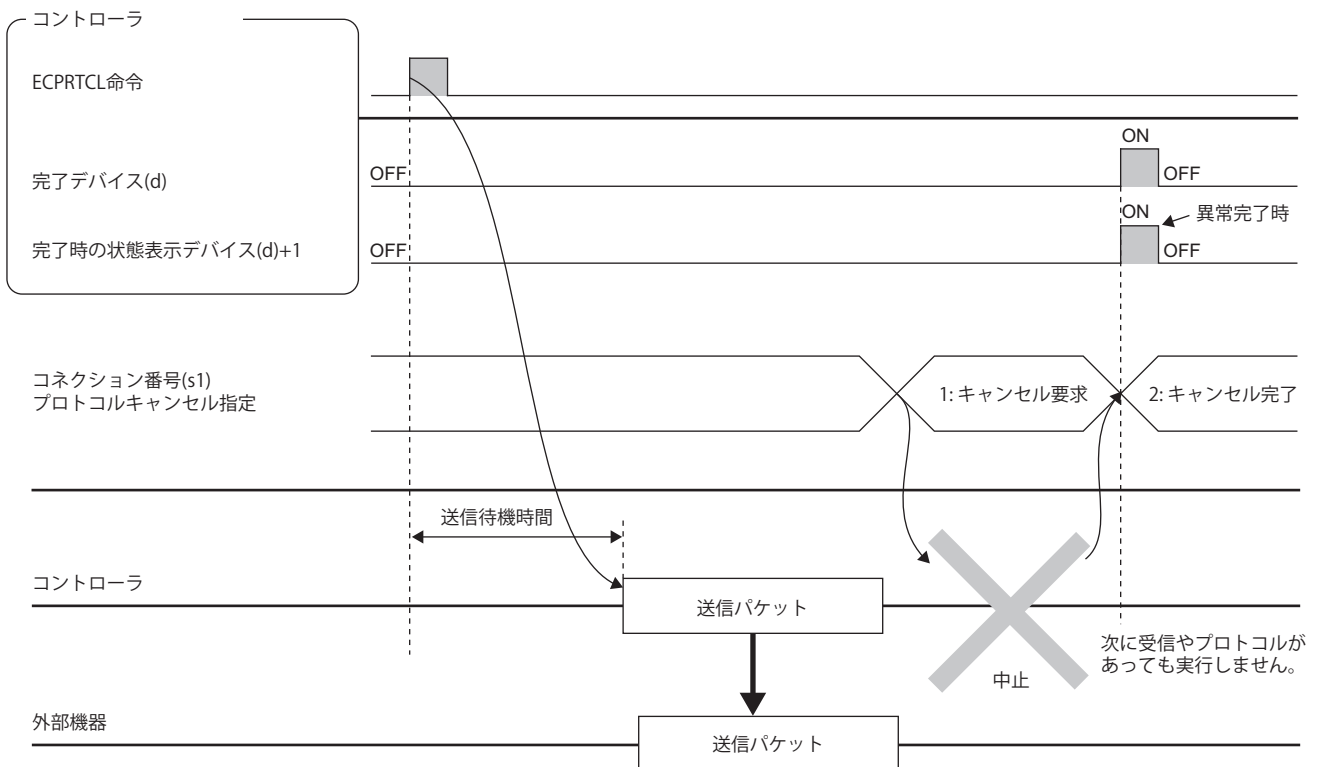 コントローラ
ECPRTCL命令
ON
完了デバイス(d)
OFF
OFF
ON
異常完了時
完了時の状態表示デバイス(d)+1
OFF
OFF
コネクション番号(s1)
プロトコルキャンセル指定
1: キャンセル要求
2: キャンセル完了
送信待機時間
コントローラ
送信パケット
中止
次に受信やプロトコルが
あっても実行しません。
外部機器
送信パケット